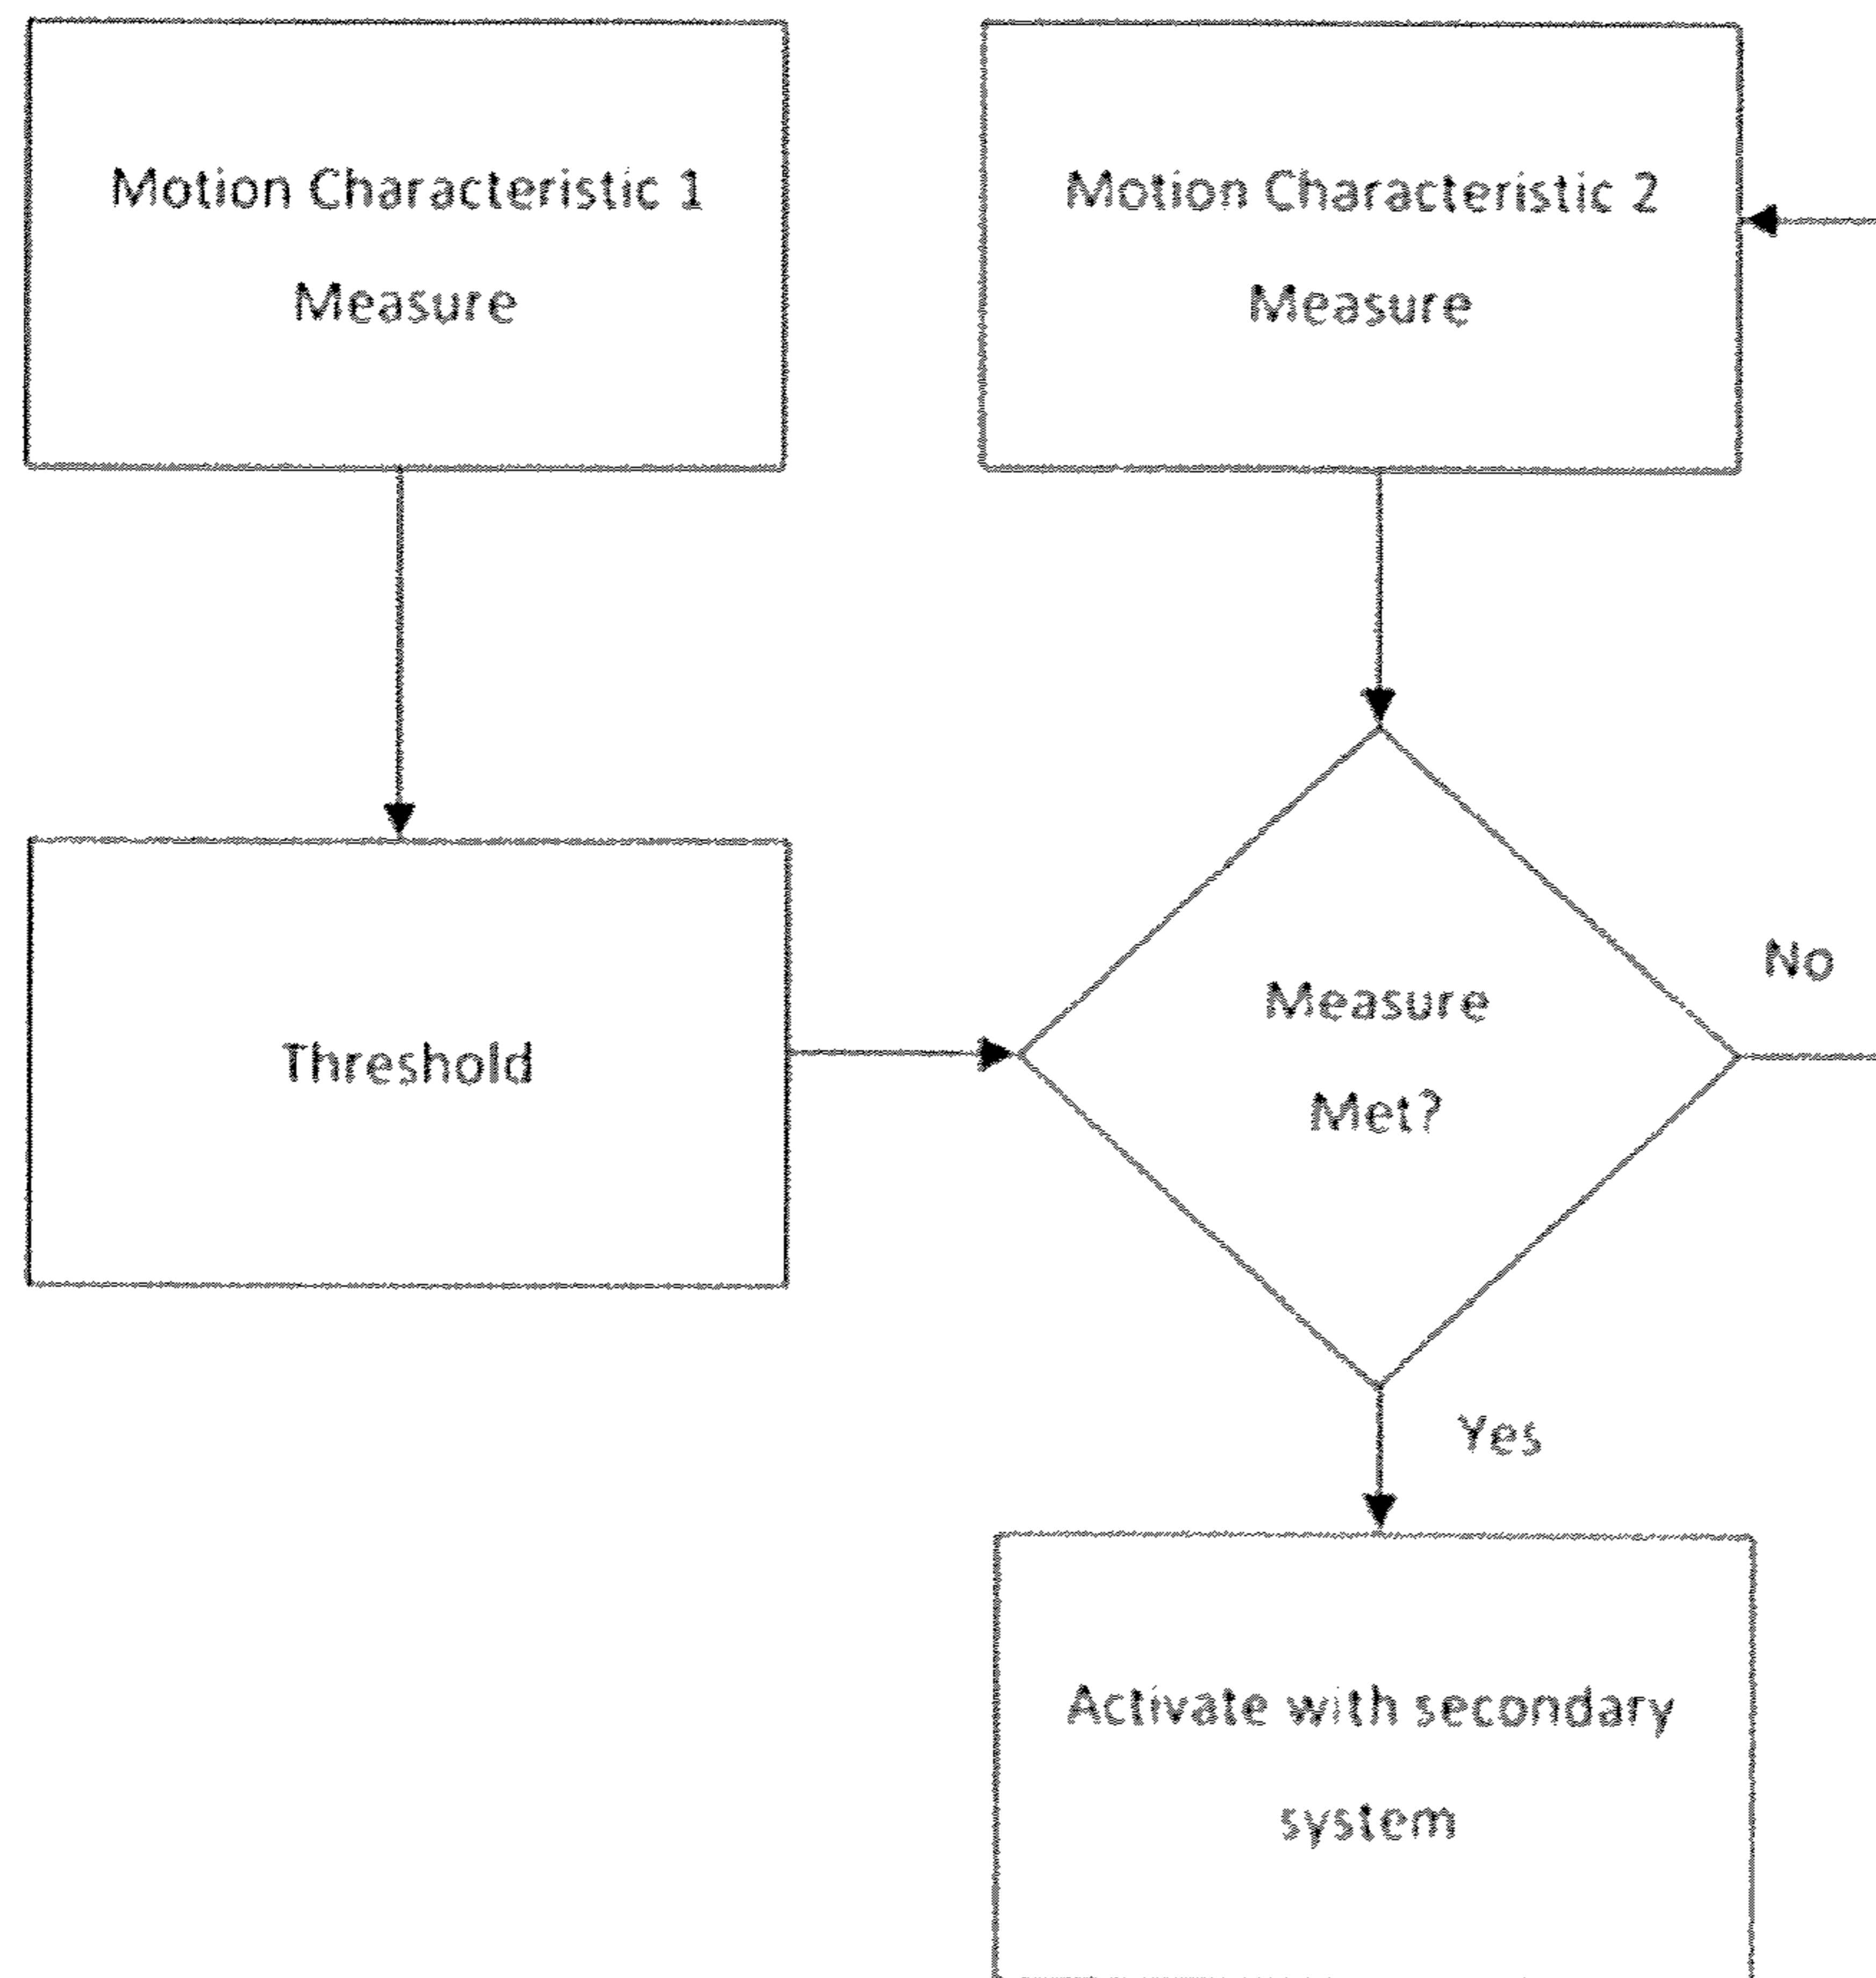 Motion Characteristic 1
Measure
Motion Characteristic 2
Measure
Threshold
Measure
Met?
No
Yes
Activate with secondary
system